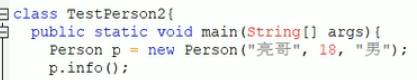 class TestPerson2{
public static void main(String[] args){
Person p = new Person("亮哥", 18, "男");
p.info();